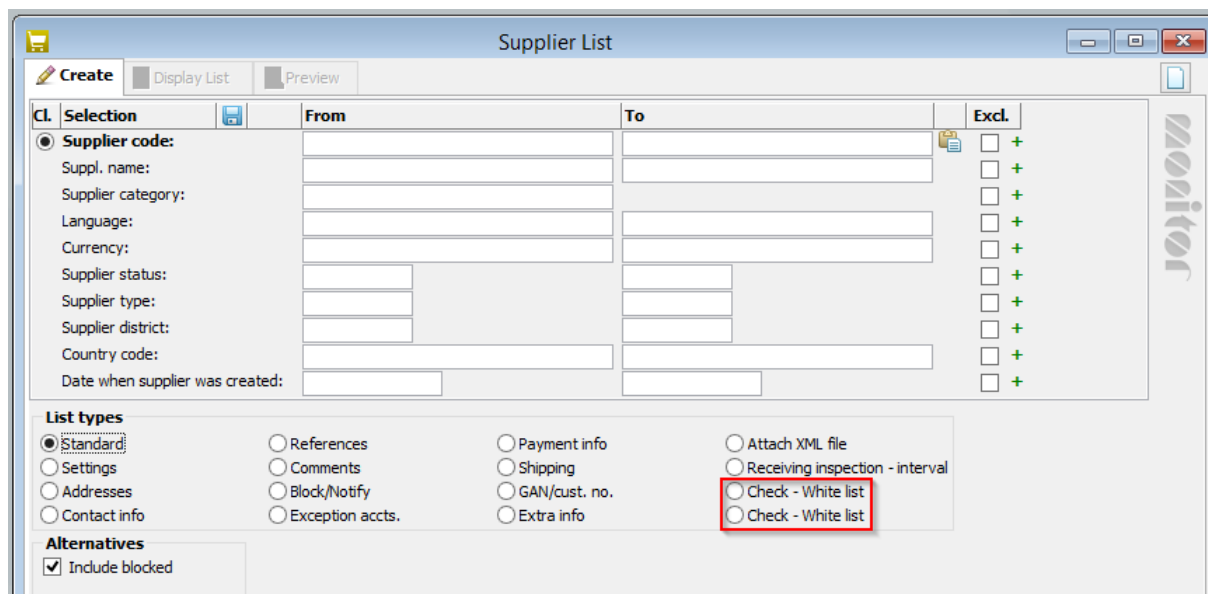 Supplier List
Create Display List Preview
Cl. Selection From To Excl.
Supplier code: +
Suppl. name: +
Supplier category: +
Language: +
Currency: +
Supplier status: +
Supplier type: +
Supplier district: +
Country code: +
Date when supplier was created: +
monitor
List types
Standard References Payment info Attach XML file
Settings Comments Shipping Receiving inspection - interval
Addresses Block/Notify GAN/cust. no. Check - White list
Contact info Exception accts. Extra info Check - White list
Alternatives
Include blocked